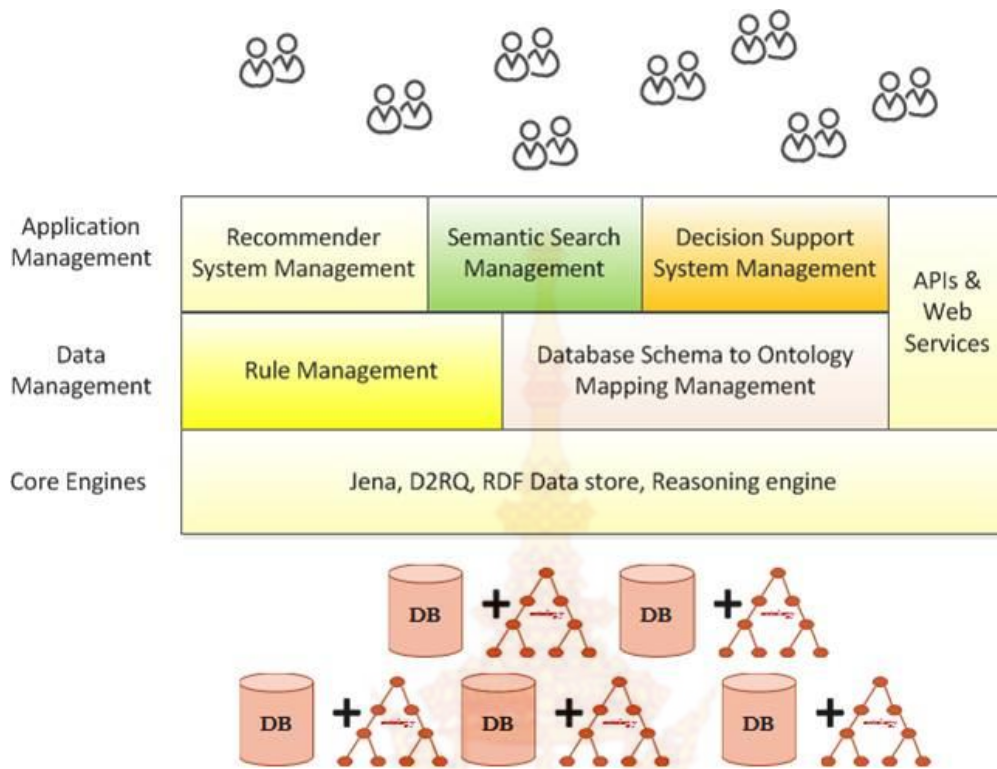 Application
Management
Recommender
System Management
Semantic Search
Management
Decision Support
System Management
APIs &
Web
Services
Data
Management
Rule Management
Database Schema to Ontology
Mapping Management
Core Engines
Jena, D2RQ, RDF Data store, Reasoning engine
DB
DB
DB
DB
DB